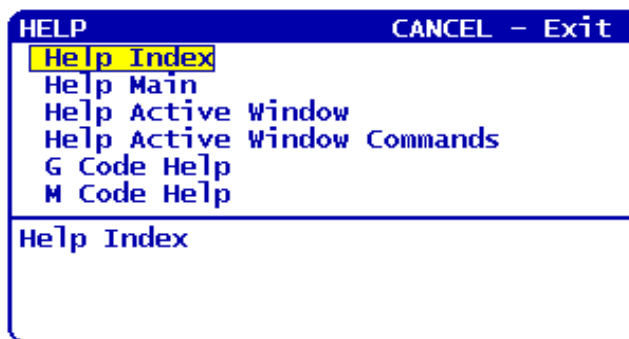 HELP CANCEL - Exit
Help Index
Help Main
Help Active Window
Help Active Window Commands
G Code Help
M Code Help
Help Index